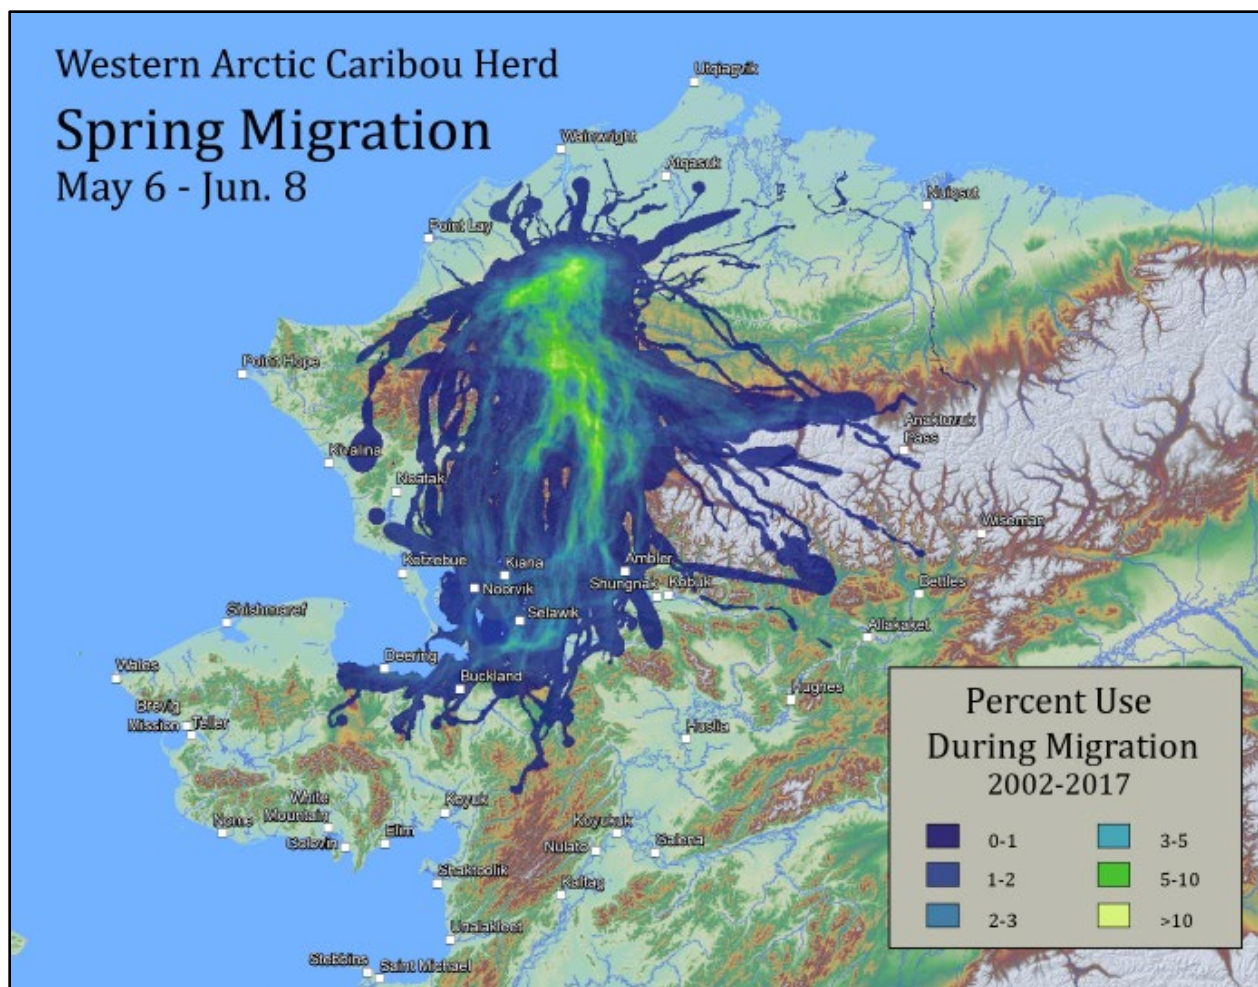 Western Arctic Caribou Herd
Spring Migration
May 6 - Jun. 8
Utqiagvik
Wainwright
Atqasuk
Nuiqsut
Point Lay
Point Hope
Anaktuvuk
Pass
Kivalina
Noatak
Wiseman
Kotzebue
Kiana
Ambler
Noorvik
Shungnak
Kobuk
Bettles
Selawik
Shishmaref
Allakaket
Deering
Wales
Buckland
Hughes
Brevig
Mission
Teller
Huslia
White
Mountain
Nome
Golovin
Elim
Koyuk
Koyukuk
Nulato
Galena
Shaktoolik
Kaltag
Unalakleet
Stebbins
Saint Michael
Percent Use
During Migration
2002-2017
0-1
3-5
1-2
5-10
2-3
>10